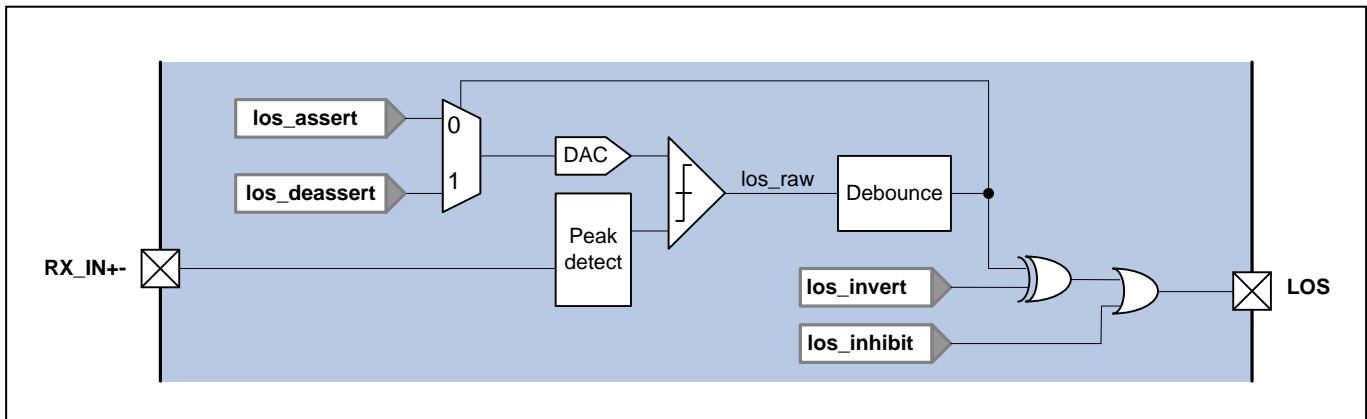 los_assert
0
DAC
los_raw
Debounce
los_deassert
1
Peak
detect
RX_IN+-
los_invert
LOS
los_inhibit